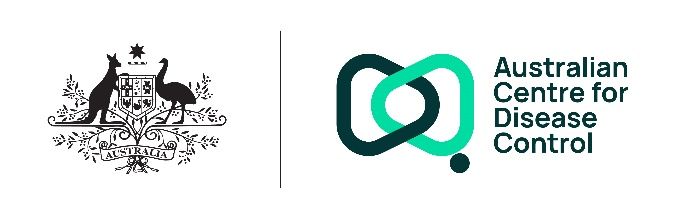 AUSTRALIA
Australian
Centre for
Disease
Control